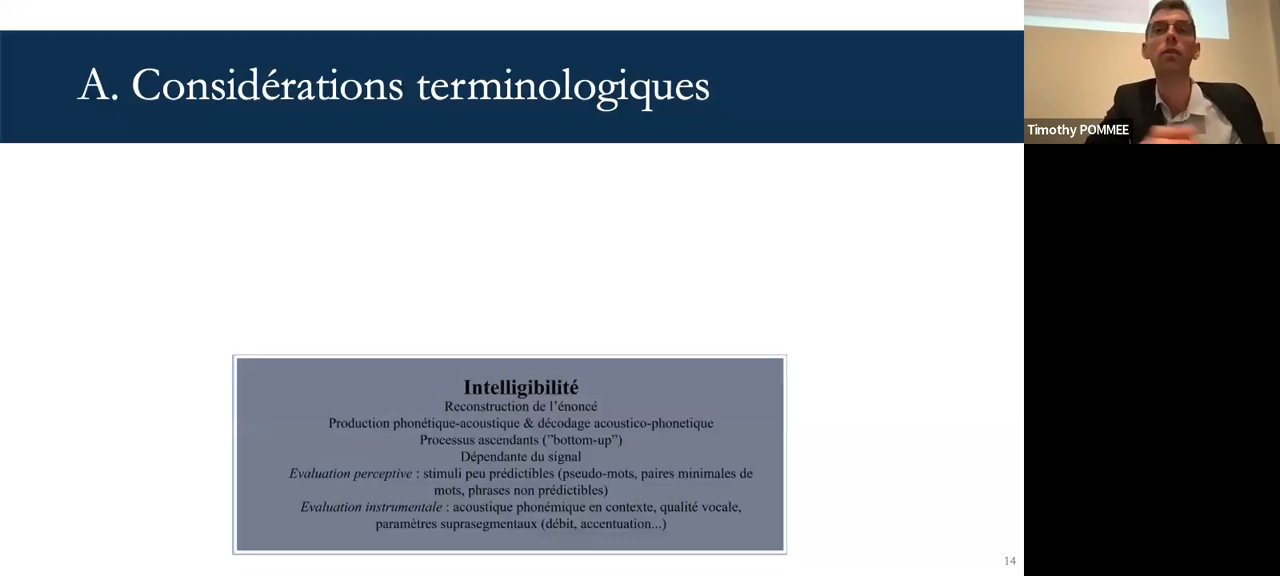 A. Considérations terminologiques
Timothy POMMEE
Intelligibilité
Reconstruction de l'énoncé
Production phonétique-acoustique & décodage acoustico-phonetique
Processus ascendants ("bottom-up")
Dépendante du signal
Evaluation perceptive : stimuli peu prédictibles (pseudo-mots, paires minimales de
mots, phrases non prédictibles)
Evaluation instrumentale : acoustique phonémique en contexte, qualité vocale,
paramètres suprasegmentaux (débit, accentuation...)
14